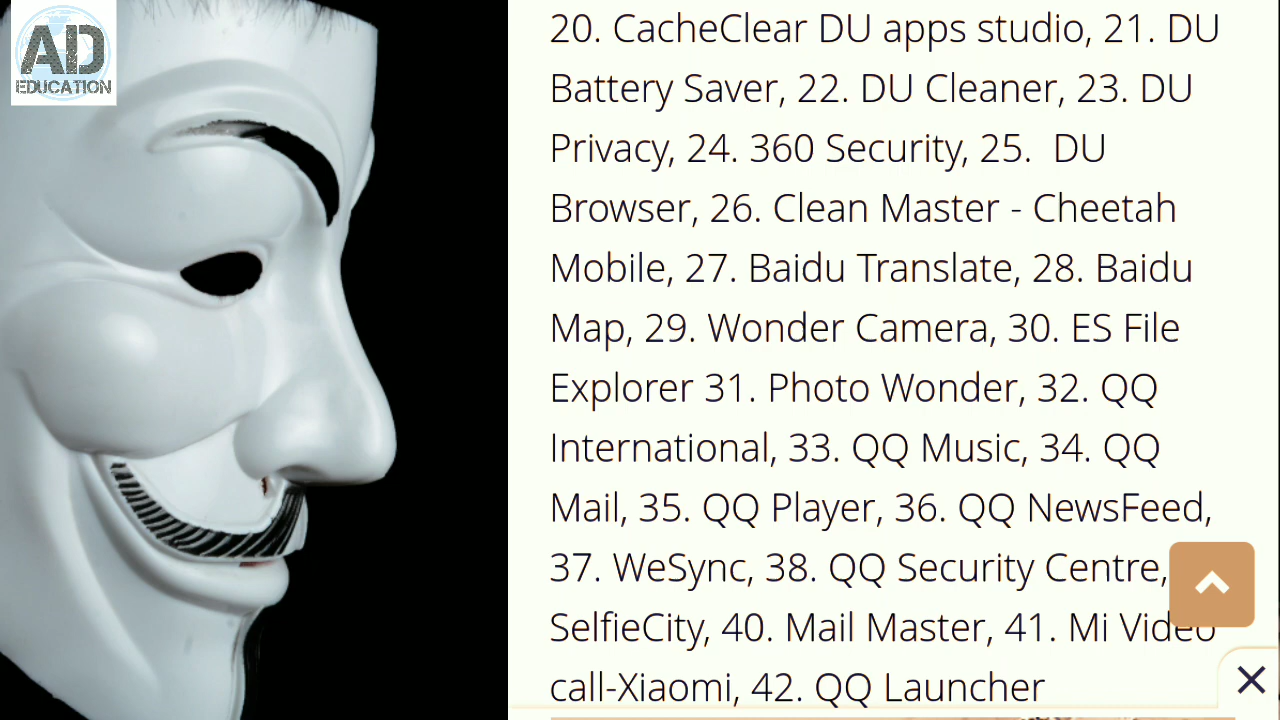 AD
EDUCATION
20. CacheClear DU apps studio, 21. DU
Battery Saver, 22. DU Cleaner, 23. DU
Privacy, 24. 360 Security, 25. DU
Browser, 26. Clean Master - Cheetah
Mobile, 27. Baidu Translate, 28. Baidu
Map, 29. Wonder Camera, 30. ES File
Explorer 31. Photo Wonder, 32. QQ
International, 33. QQ Music, 34. QQ
Mail, 35. QQ Player, 36. QQ NewsFeed,
37. WeSync, 38. QQ Security Centre,
SelfieCity, 40. Mail Master, 41. Mi Video
call-Xiaomi, 42. QQ Launcher